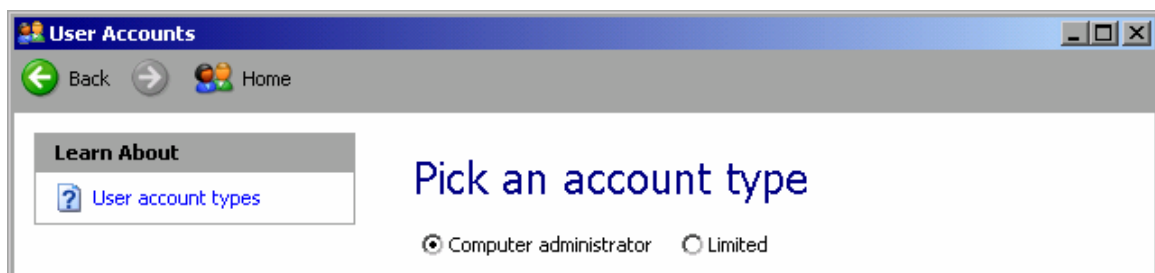 User Accounts
Back Home
Learn About
User account types
Pick an account type
Computer administrator Limited